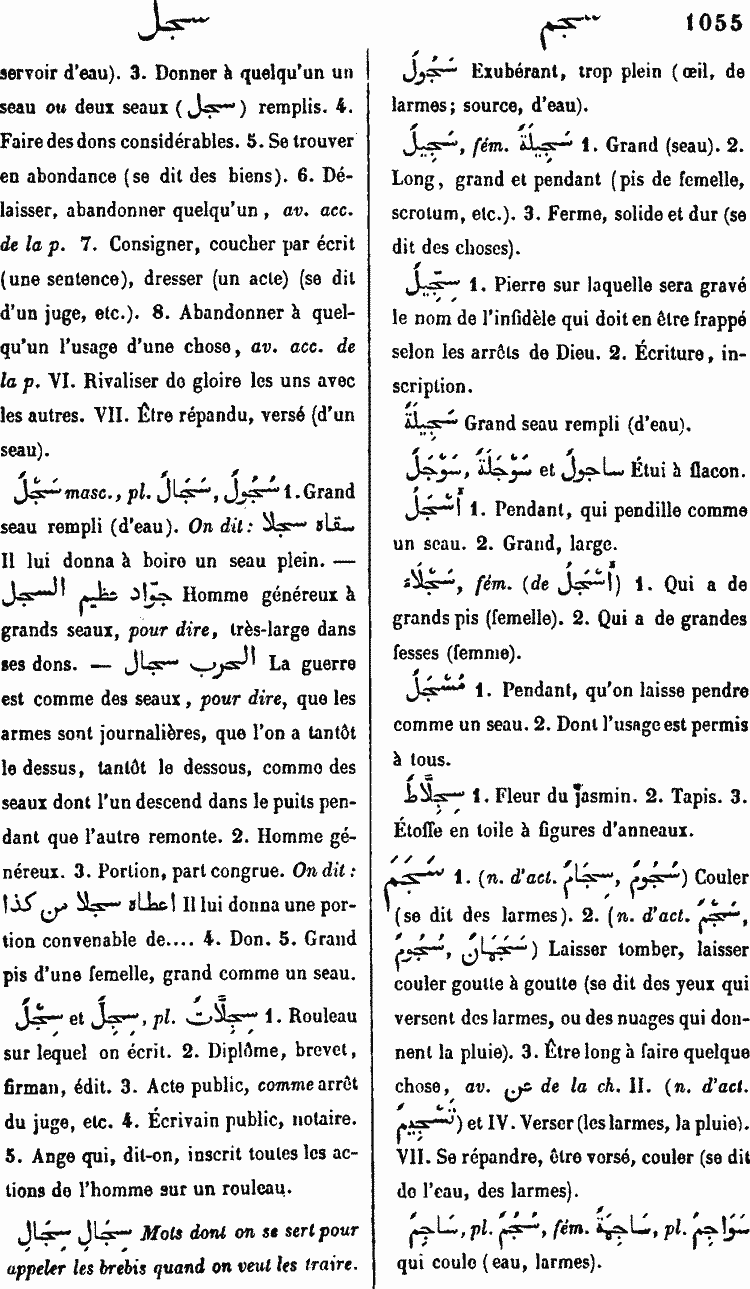 سجل
سجم
1055
servoir d'eau). 3. Donner à quelqu'un un
seau ou deux seaux (سجل) remplis. 4.
Faire des dons considérables. 5. Se trouver
en abondance (se dit des biens). 6. Dé-
laisser, abandonner quelqu'un, av. acc.
de la p. 7. Consigner, coucher par écrit
(une sentence), dresser (un acte) (se dit
d'un juge, etc.). 8. Abandonner à quel-
qu'un l'usage d'une chose, av. acc. de
la p. VI. Rivaliser de gloire les uns avec
les autres. VII. Être répandu, versé (d'un
seau).
سَجْلٌ masc., pl. سِجَالٌ, سُجُولٌ 1. Grand
seau rempli (d'eau). On dit: سقاه سجلا
Il lui donna à boire un seau plein. —
جوّاد عظيم السجل Homme généreux à
grands seaux, pour dire, très-large dans
ses dons. — الحرب سجال La guerre
est comme des seaux, pour dire, que les
armes sont journalières, que l'on a tantôt
le dessus, tantôt le dessous, comme des
seaux dont l'un descend dans le puits pen-
dant que l'autre remonte. 2. Homme gé-
néreux. 3. Portion, part congrue. On dit:
اعطاه سجلا من كذا Il lui donna une por-
tion convenable de.... 4. Don. 5. Grand
pis d'une femelle, grand comme un seau.
سِجِلٌّ et سِجِلٌ, pl. سِجِلَّاتٌ 1. Rouleau
sur lequel on écrit. 2. Diplôme, brevet,
firman, édit. 3. Acte public, comme arrêt
du juge, etc. 4. Écrivain public, notaire.
5. Ange qui, dit-on, inscrit toutes les ac-
tions de l'homme sur un rouleau.
سِجَالِ سِجَالِ Mots dont on se sert pour
appeler les brebis quand on veut les traire.
سَجُولٌ Exubérant, trop plein (œil, de
larmes; source, d'eau).
سَجِيلٌ, fém. سَجِيلَةٌ 1. Grand (seau). 2.
Long, grand et pendant (pis de femelle,
scrotum, etc.). 3. Ferme, solide et dur (se
dit des choses).
سِجِّيلٌ 1. Pierre sur laquelle sera gravé
le nom de l'infidèle qui doit en être frappé
selon les arrêts de Dieu. 2. Écriture, in-
scription.
سَجِيلَةٌ Grand seau rempli (d'eau).
سَوْجَلٌ, سَوْجَلَةٌ et ساجولٌ Étui à flacon.
أَسْجَلُ 1. Pendant, qui pendille comme
un seau. 2. Grand, large.
سَجْلَاءُ, fém. (de أَسْجَلُ) 1. Qui a de
grands pis (femelle). 2. Qui a de grandes
fesses (femme).
مُسْجَلٌ 1. Pendant, qu'on laisse pendre
comme un seau. 2. Dont l'usage est permis
à tous.
سِجِلَّاطٌ 1. Fleur du jasmin. 2. Tapis. 3.
Étoffe en toile à figures d'anneaux.
سَجَمَ 1. (n. d'act. سِجَامٌ, سُجُومٌ) Couler
(se dit des larmes). 2. (n. d'act. سَجْمٌ,
سُجُومٌ, سَجَمَانٌ) Laisser tomber, laisser
couler goutte à goutte (se dit des yeux qui
versent des larmes, ou des nuages qui don-
nent la pluie). 3. Être long à faire quelque
chose, av. عن de la ch. II. (n. d'act.
تَسْجِيمٌ) et IV. Verser (les larmes, la pluie).
VII. Se répandre, être versé, couler (se dit
de l'eau, des larmes).
سَاجِمٌ, pl. سُجُمٌ, fém. سَاجِمَةٌ, pl. سَوَاجِمُ
qui coule (eau, larmes).